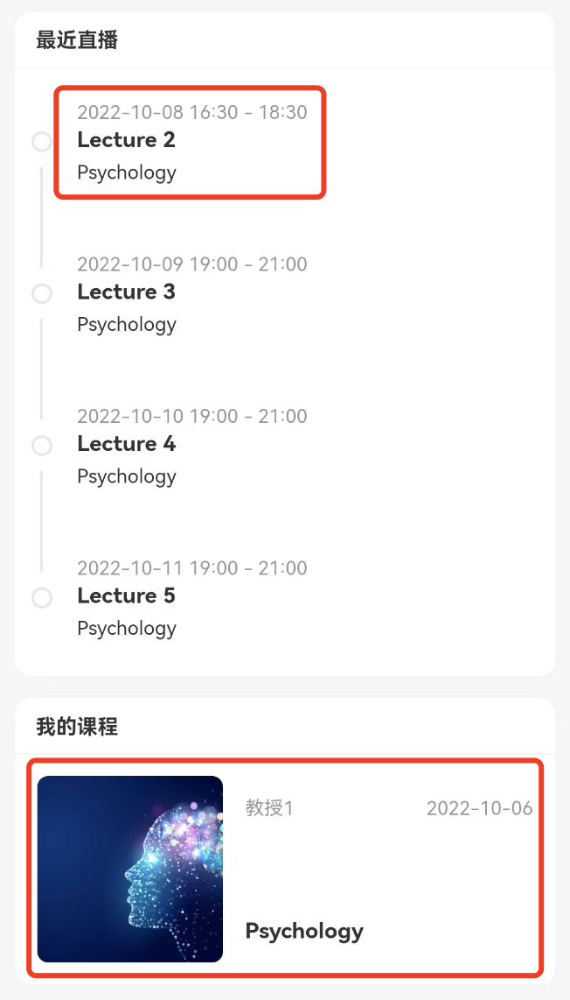 最近直播
2022-10-08 16:30 - 18:30
Lecture 2
Psychology
2022-10-09 19:00 - 21:00
Lecture 3
Psychology
2022-10-10 19:00 - 21:00
Lecture 4
Psychology
2022-10-11 19:00 - 21:00
Lecture 5
Psychology
我的课程
教授1 2022-10-06
Psychology